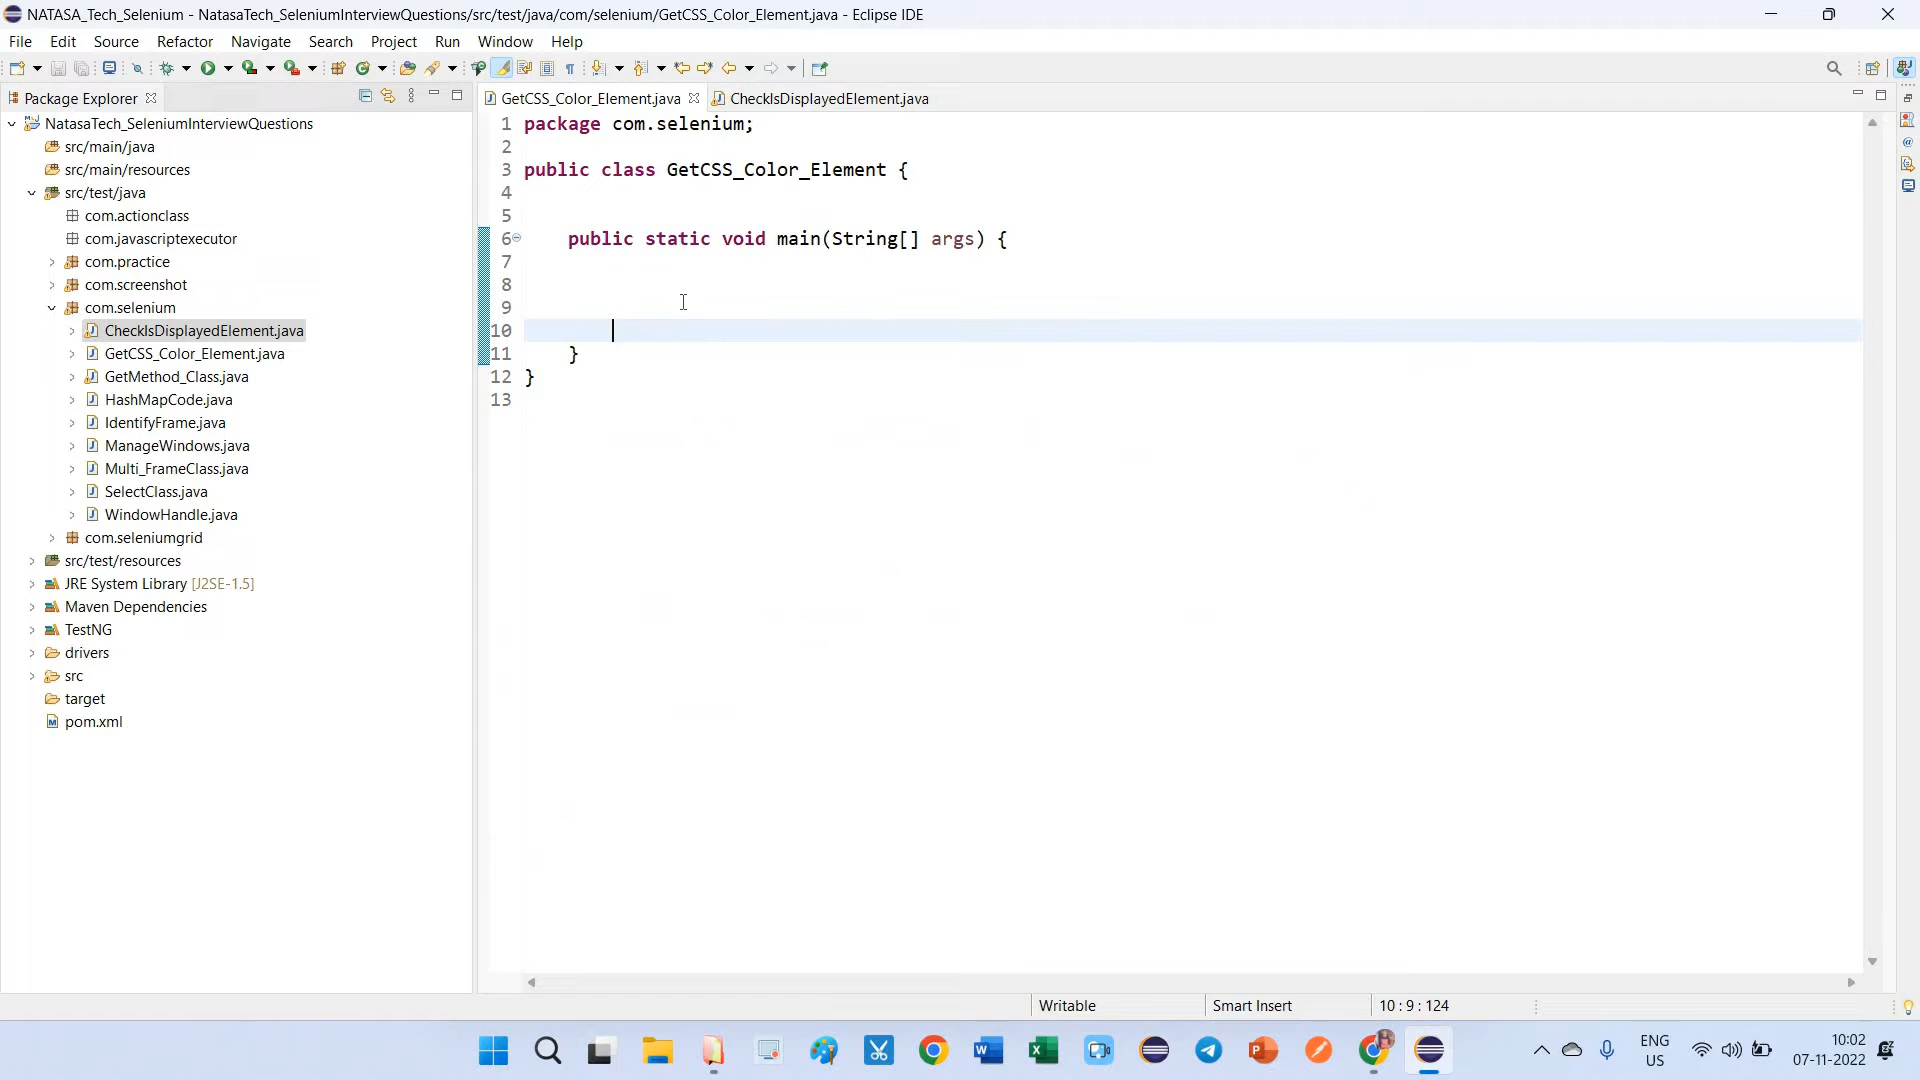 NATASA_Tech_Selenium - NatasaTech_SeleniumInterviewQuestions/src/test/java/com/selenium/GetCSS_Color_Element.java - Eclipse IDE
File Edit Source Refactor Navigate Search Project Run Window Help
Package Explorer
NatasaTech_SeleniumInterviewQuestions
src/main/java
src/main/resources
src/test/java
com.actionclass
com.javascriptexecutor
com.practice
com.screenshot
com.selenium
CheckIsDisplayedElement.java
GetCSS_Color_Element.java
GetMethod_Class.java
HashMapCode.java
IdentifyFrame.java
ManageWindows.java
Multi_FrameClass.java
SelectClass.java
WindowHandle.java
com.seleniumgrid
src/test/resources
JRE System Library [J2SE-1.5]
Maven Dependencies
TestNG
drivers
src
target
pom.xml
GetCSS_Color_Element.java CheckIsDisplayedElement.java
1 package com.selenium;
2
3 public class GetCSS_Color_Element {
4
5
6 public static void main(String[] args) {
7
8
9
10
11 }
12 }
13
Writable Smart Insert 10 : 9 : 124
ENG
US
10:02
07-11-2022